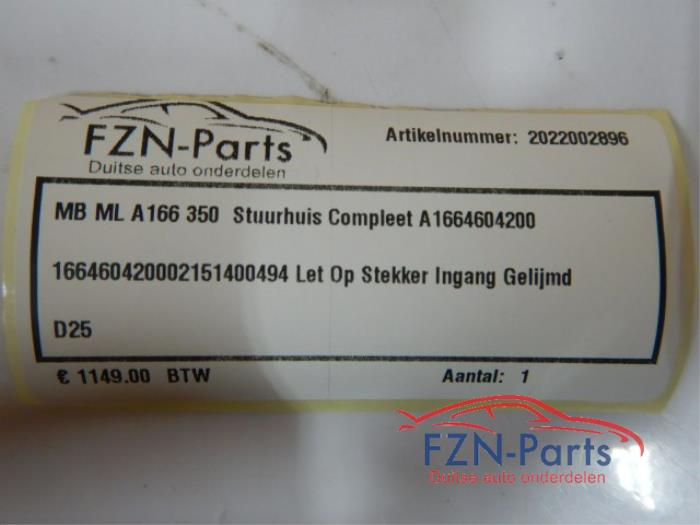 FZN-Parts
Duitse auto onderdelen
Artikelnummer: 2022002896
MB ML A166 350 Stuurhuis Compleet A1664604200
166460420002151400494 Let Op Stekker Ingang Gelijmd
D25
€ 1149.00 BTW
Aantal: 1
FZN-Parts
Duitse auto onderdelen